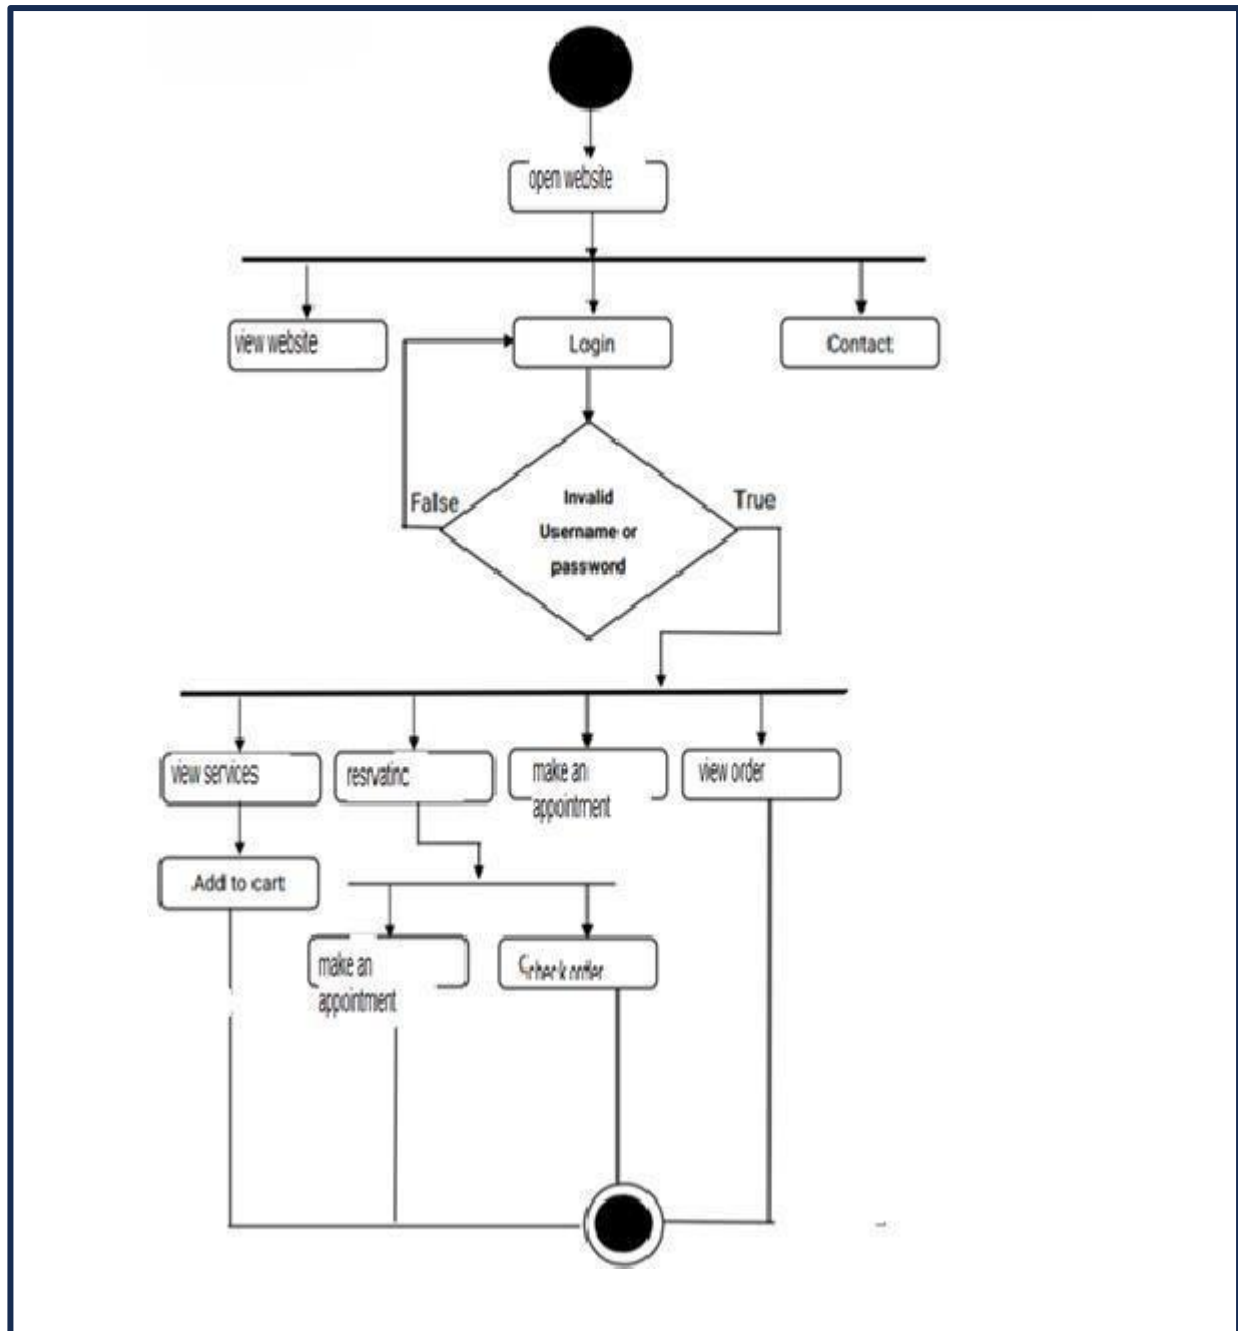 open website
view website
Login
Contact
False
True
Invalid
Username or
password
view services
resrvatinc
make an
appointment
view order
Add to cart
make an
appointment
Check order